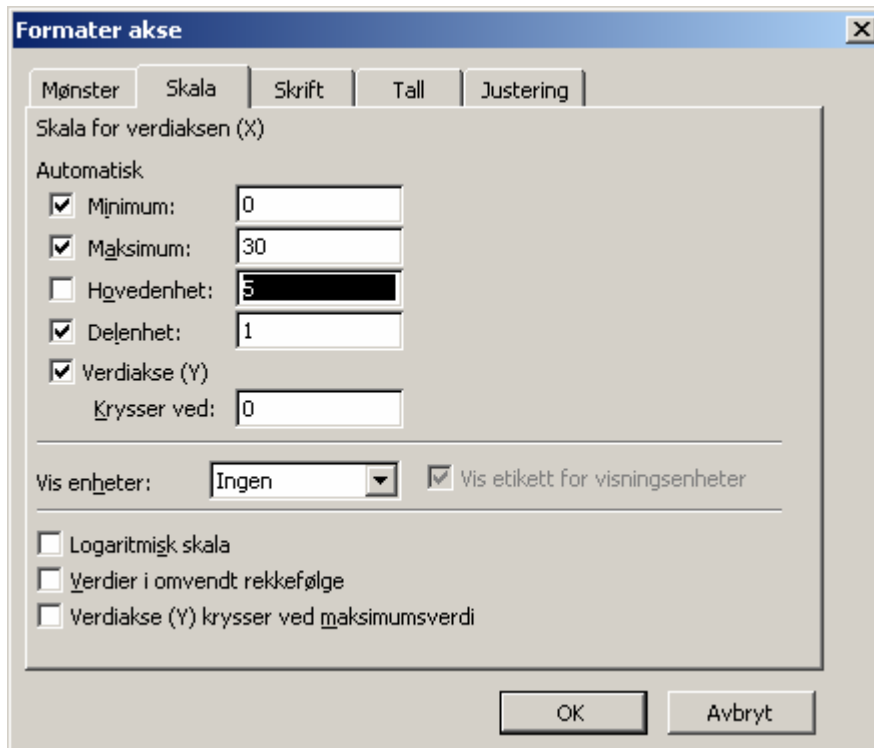 Formater akse
Mønster Skala Skrift Tall Justering
Skala for verdiaksen (X)
Automatisk
Minimum: 0
Maksimum: 30
Hovedenhet: 5
Delenhet: 1
Verdiakse (Y)
Krysser ved: 0
Vis enheter: Ingen Vis etikett for visningsenheter
Logaritmisk skala
Verdier i omvendt rekkefølge
Verdiakse (Y) krysser ved maksimumsverdi
OK Avbryt